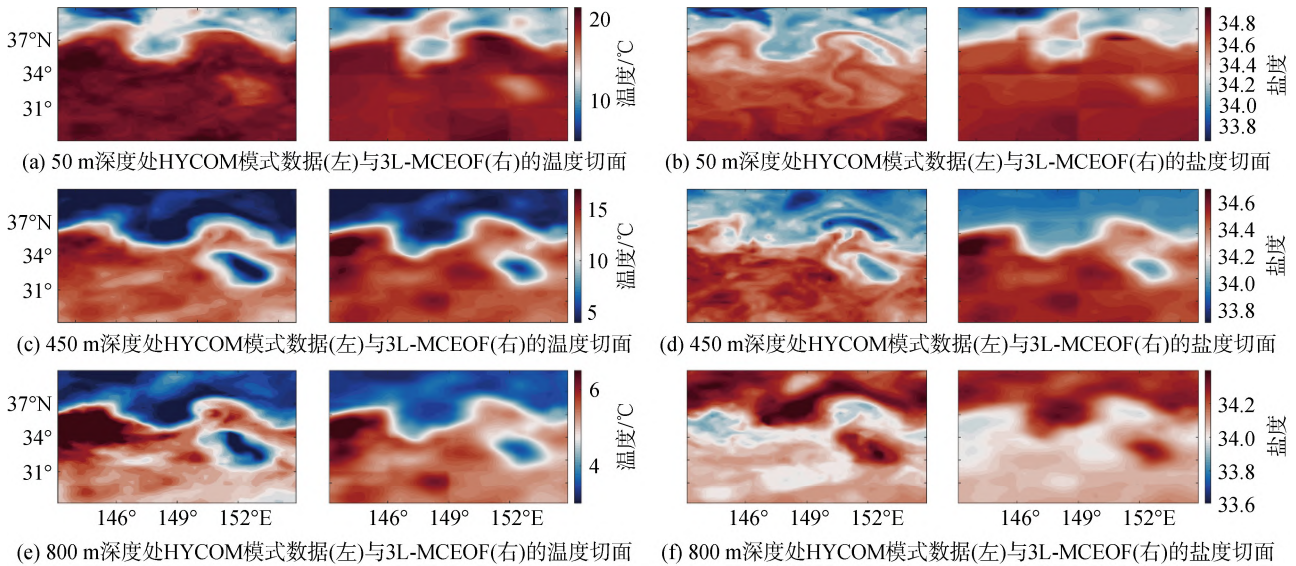 37°N
34°
31°
20
10
温度/℃
37°N
34°
31°
34.8
34.6
34.4
34.2
34.0
33.8
盐度
(a) 50 m深度处HYCOM模式数据(左)与3L-MCEOF(右)的温度切面
(b) 50 m深度处HYCOM模式数据(左)与3L-MCEOF(右)的盐度切面
37°N
34°
31°
15
10
5
温度/℃
34.6
34.4
34.2
34.0
33.8
盐度
(c) 450 m深度处HYCOM模式数据(左)与3L-MCEOF(右)的温度切面
(d) 450 m深度处HYCOM模式数据(左)与3L-MCEOF(右)的盐度切面
37°N
34°
31°
6
4
温度/℃
34.2
34.0
33.8
33.6
盐度
146° 149° 152°E
146° 149° 152°E
146° 149° 152°E
146° 149° 152°E
(e) 800 m深度处HYCOM模式数据(左)与3L-MCEOF(右)的温度切面
(f) 800 m深度处HYCOM模式数据(左)与3L-MCEOF(右)的盐度切面